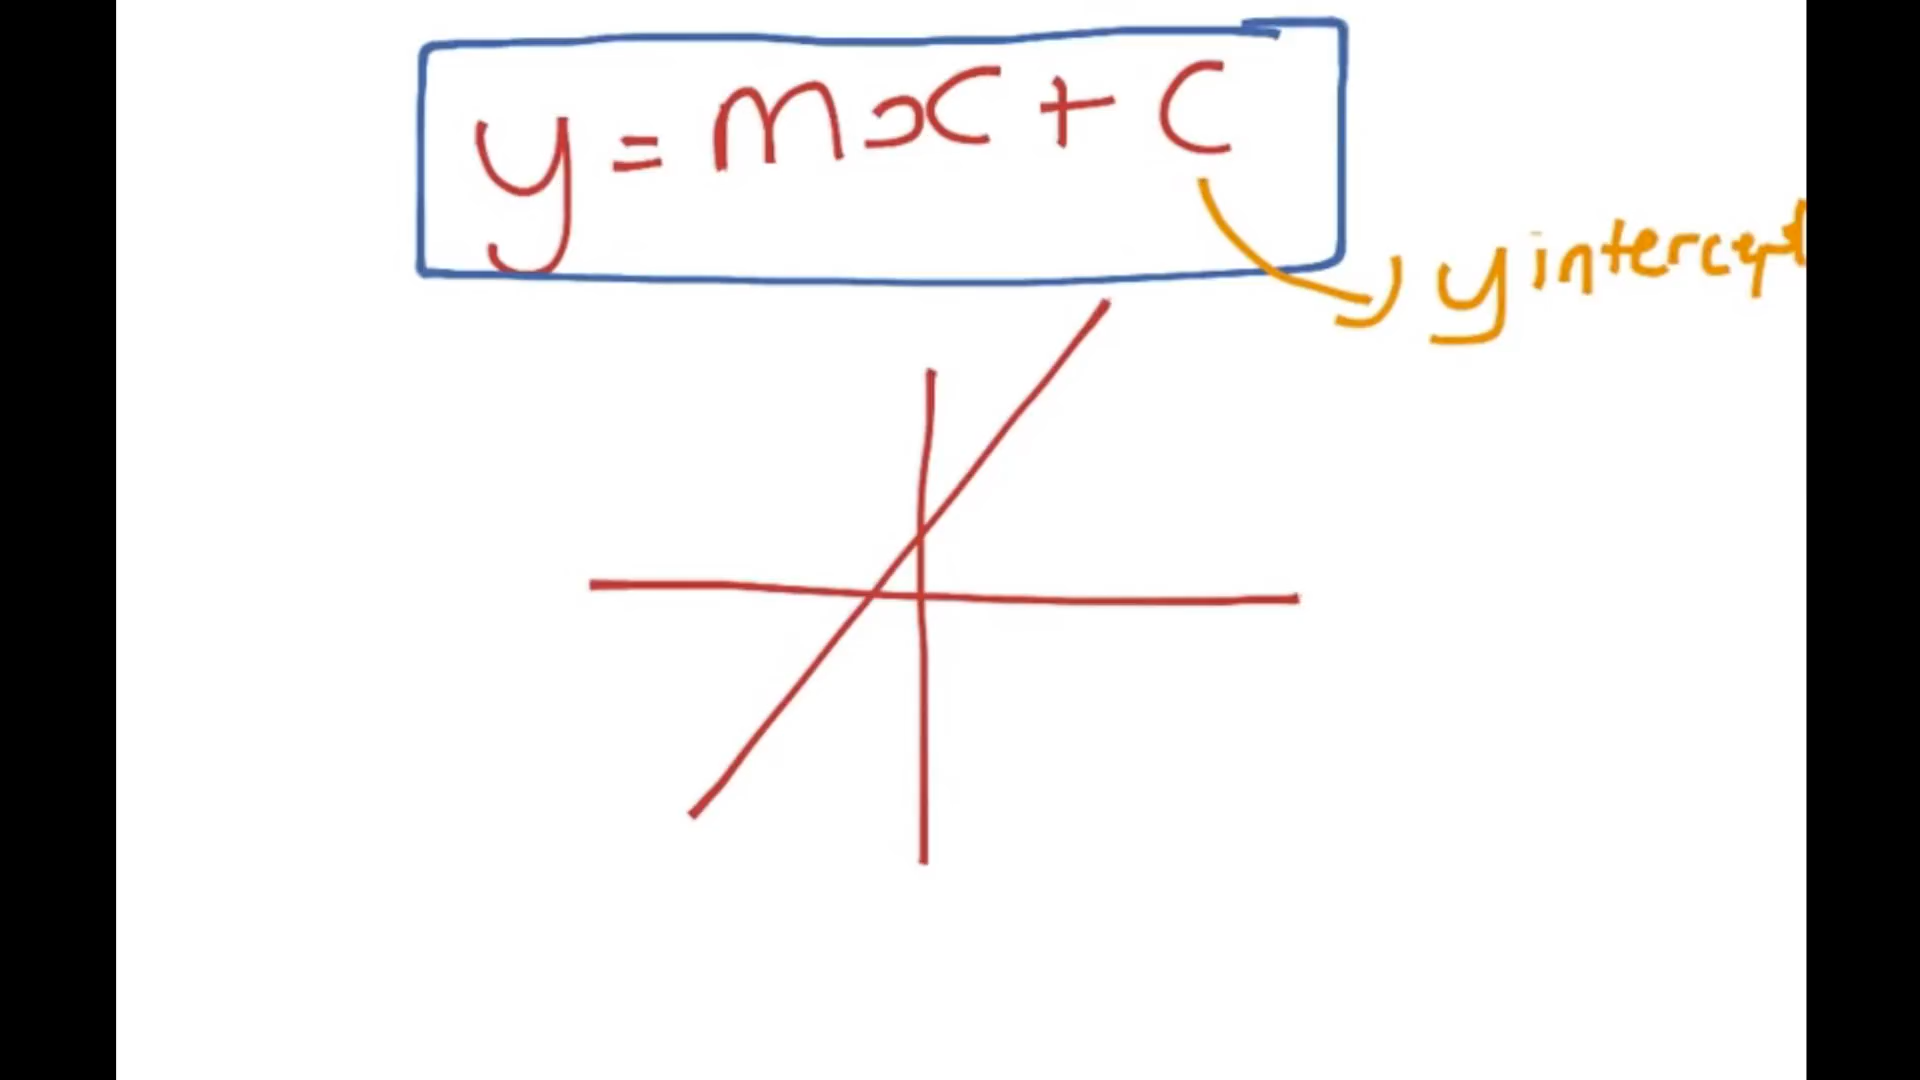 y = mx + c
y intercept